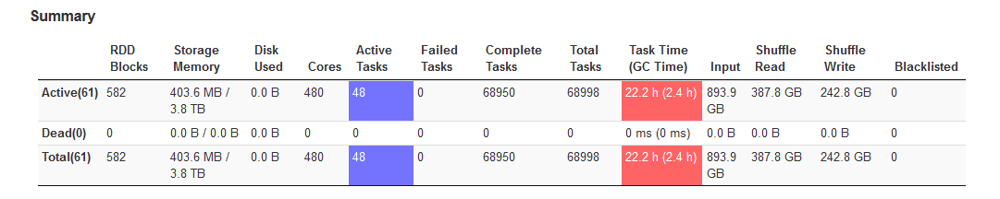 Summary
RDD Blocks Storage Memory Disk Used Cores Active Tasks Failed Tasks Complete Tasks Total Tasks Task Time (GC Time) Input Shuffle Read Shuffle Write Blacklisted
Active(61) 582 403.6 MB / 3.8 TB 0.0 B 480 48 0 68950 68998 22.2 h (2.4 h) 893.9 GB 387.8 GB 242.8 GB 0
Dead(0) 0 0.0 B / 0.0 B 0.0 B 0 0 0 0 0 0 ms (0 ms) 0.0 B 0.0 B 0.0 B 0
Total(61) 582 403.6 MB / 3.8 TB 0.0 B 480 48 0 68950 68998 22.2 h (2.4 h) 893.9 GB 387.8 GB 242.8 GB 0